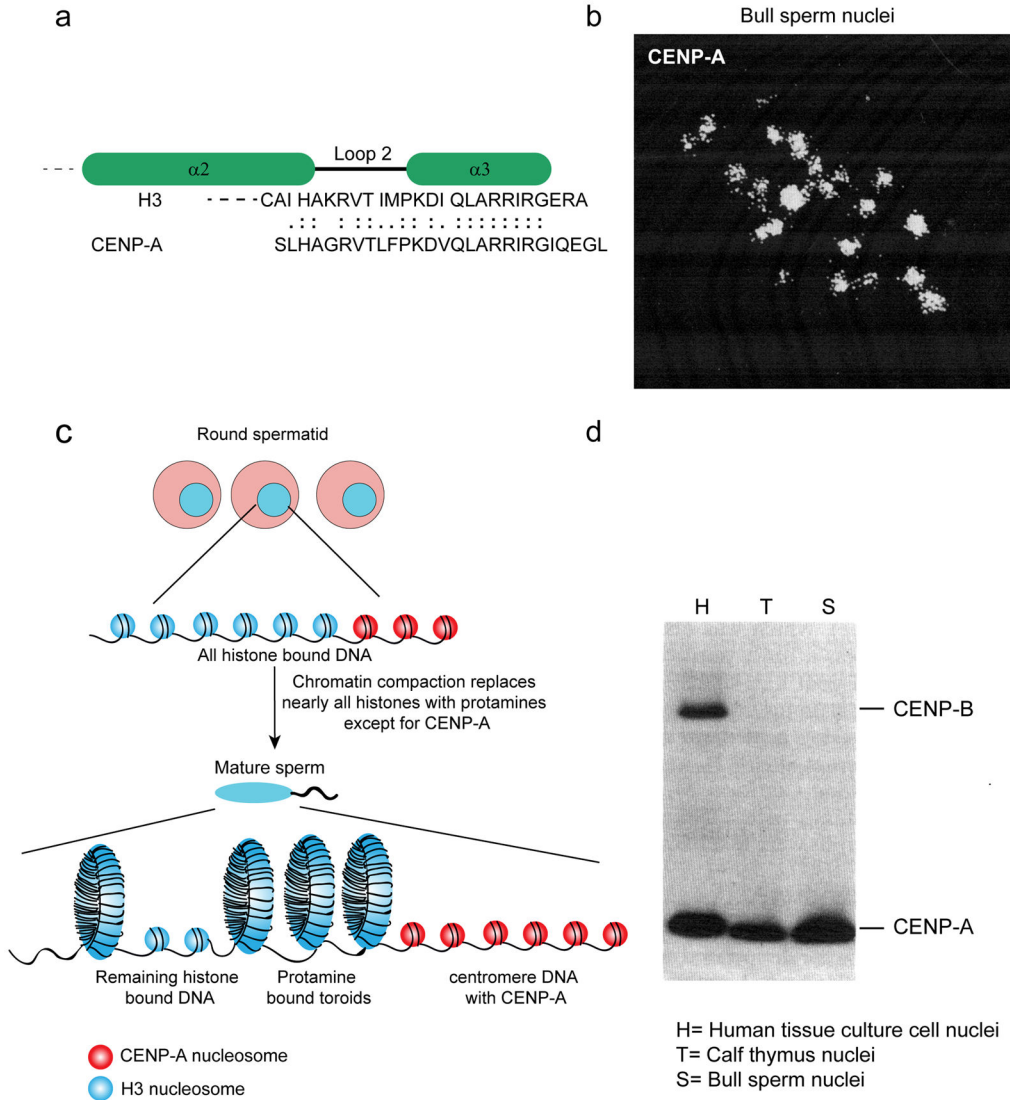 a
α2
Loop 2
α3
H3 - - - - CAI HAKRVT IMPKDI QLARRIRGERA
.:: :::..:: :. ::::::::
CENP-A SLHAGRVTLFPKDVQLARRIRGIQEGL
b
Bull sperm nuclei
CENP-A
c
Round spermatid
All histone bound DNA
Chromatin compaction replaces
nearly all histones with protamines
except for CENP-A
Mature sperm
Remaining histone
bound DNA
Protamine
bound toroids
centromere DNA
with CENP-A
CENP-A nucleosome
H3 nucleosome
d
H T S
CENP-B
CENP-A
H= Human tissue culture cell nuclei
T= Calf thymus nuclei
S= Bull sperm nuclei